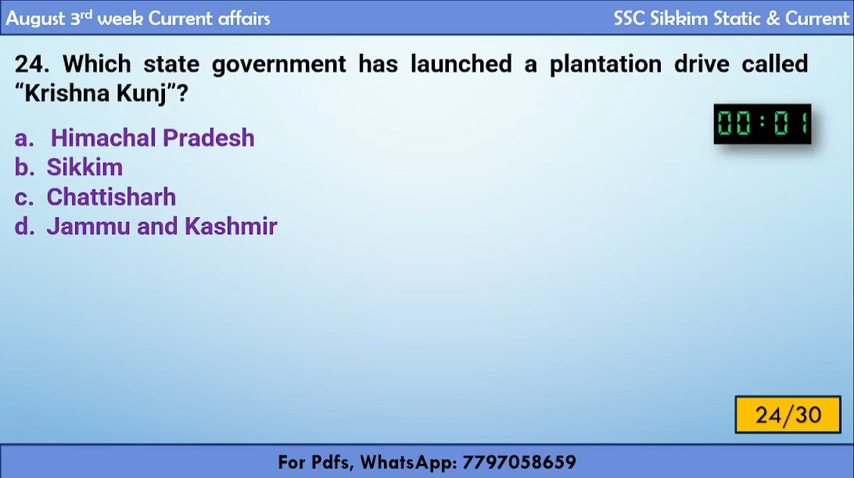 August 3rd week Current affairs
SSC Sikkim Static & Current
24. Which state government has launched a plantation drive called
“Krishna Kunj”?
00:01
a. Himachal Pradesh
b. Sikkim
c. Chattisharh
d. Jammu and Kashmir
24/30
For Pdfs, WhatsApp: 7797058659